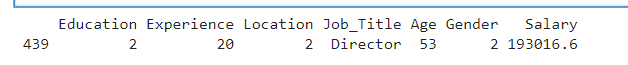 Education Experience Location Job_Title Age Gender Salary
439 2 20 2 Director 53 2 193016.6